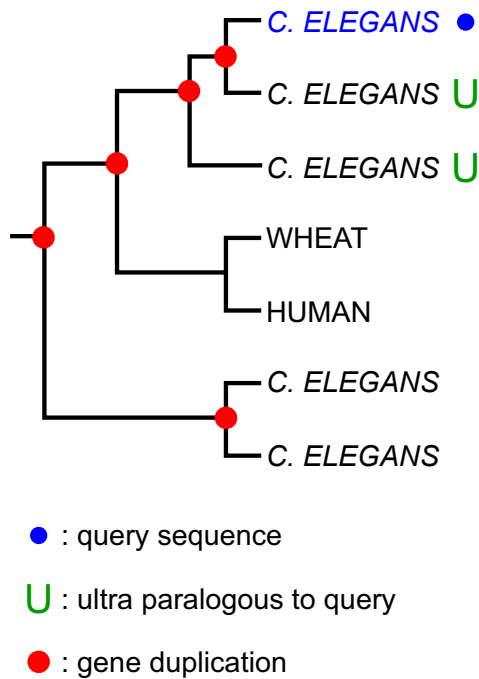 C. ELEGANS
C. ELEGANS U
C. ELEGANS U
WHEAT
HUMAN
C. ELEGANS
C. ELEGANS
: query sequence
U : ultra paralogous to query
: gene duplication